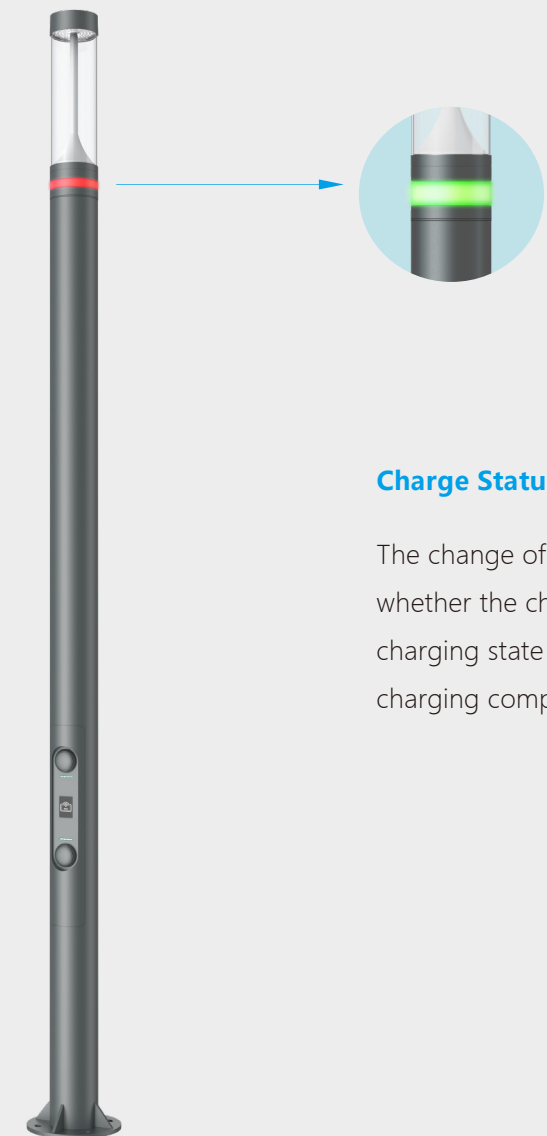 Charge Statu
The change of
whether the ch
charging state
charging comp